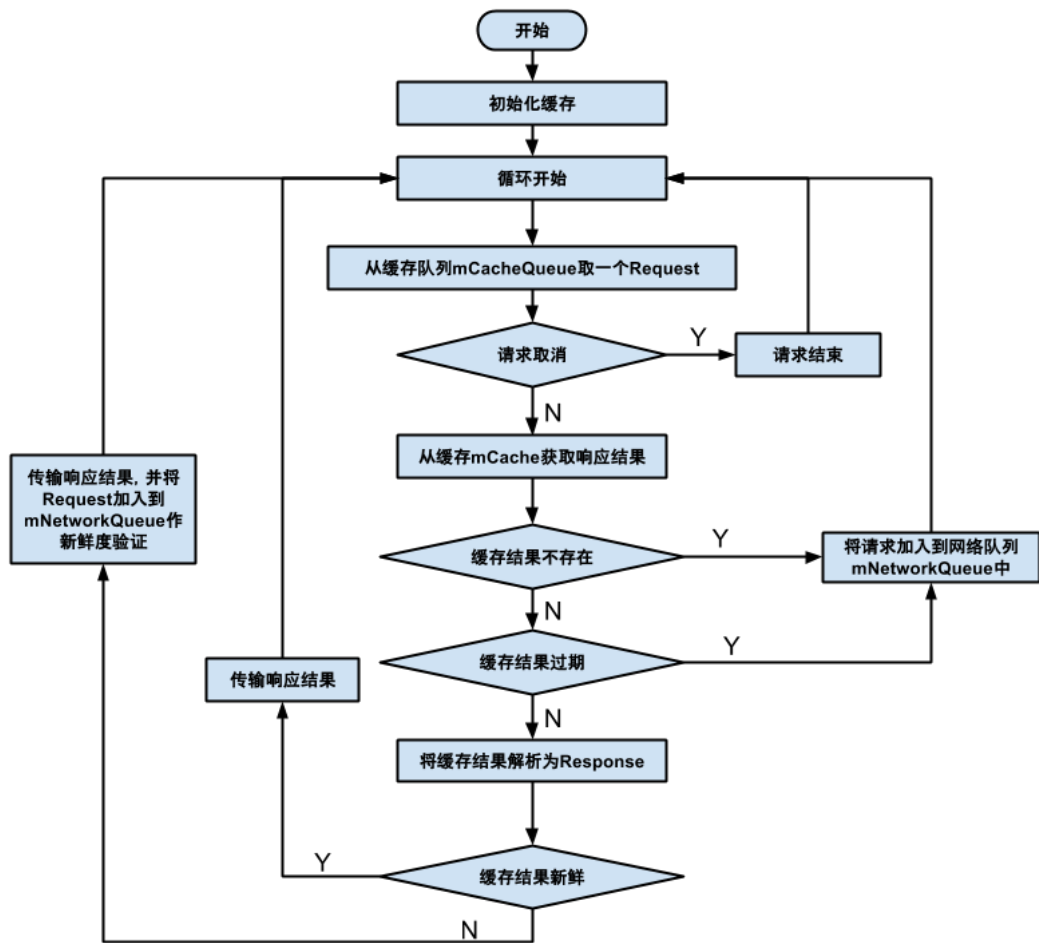 开始
初始化缓存
循环开始
从缓存队列mCacheQueue取一个Request
请求取消
Y
请求结束
N
从缓存mCache获取响应结果
传输响应结果,并将
Request加入到
mNetworkQueue作
新鲜度验证
缓存结果不存在
Y
将请求加入到网络队列
mNetworkQueue中
N
缓存结果过期
Y
传输响应结果
N
将缓存结果解析为Response
缓存结果新鲜
Y
N